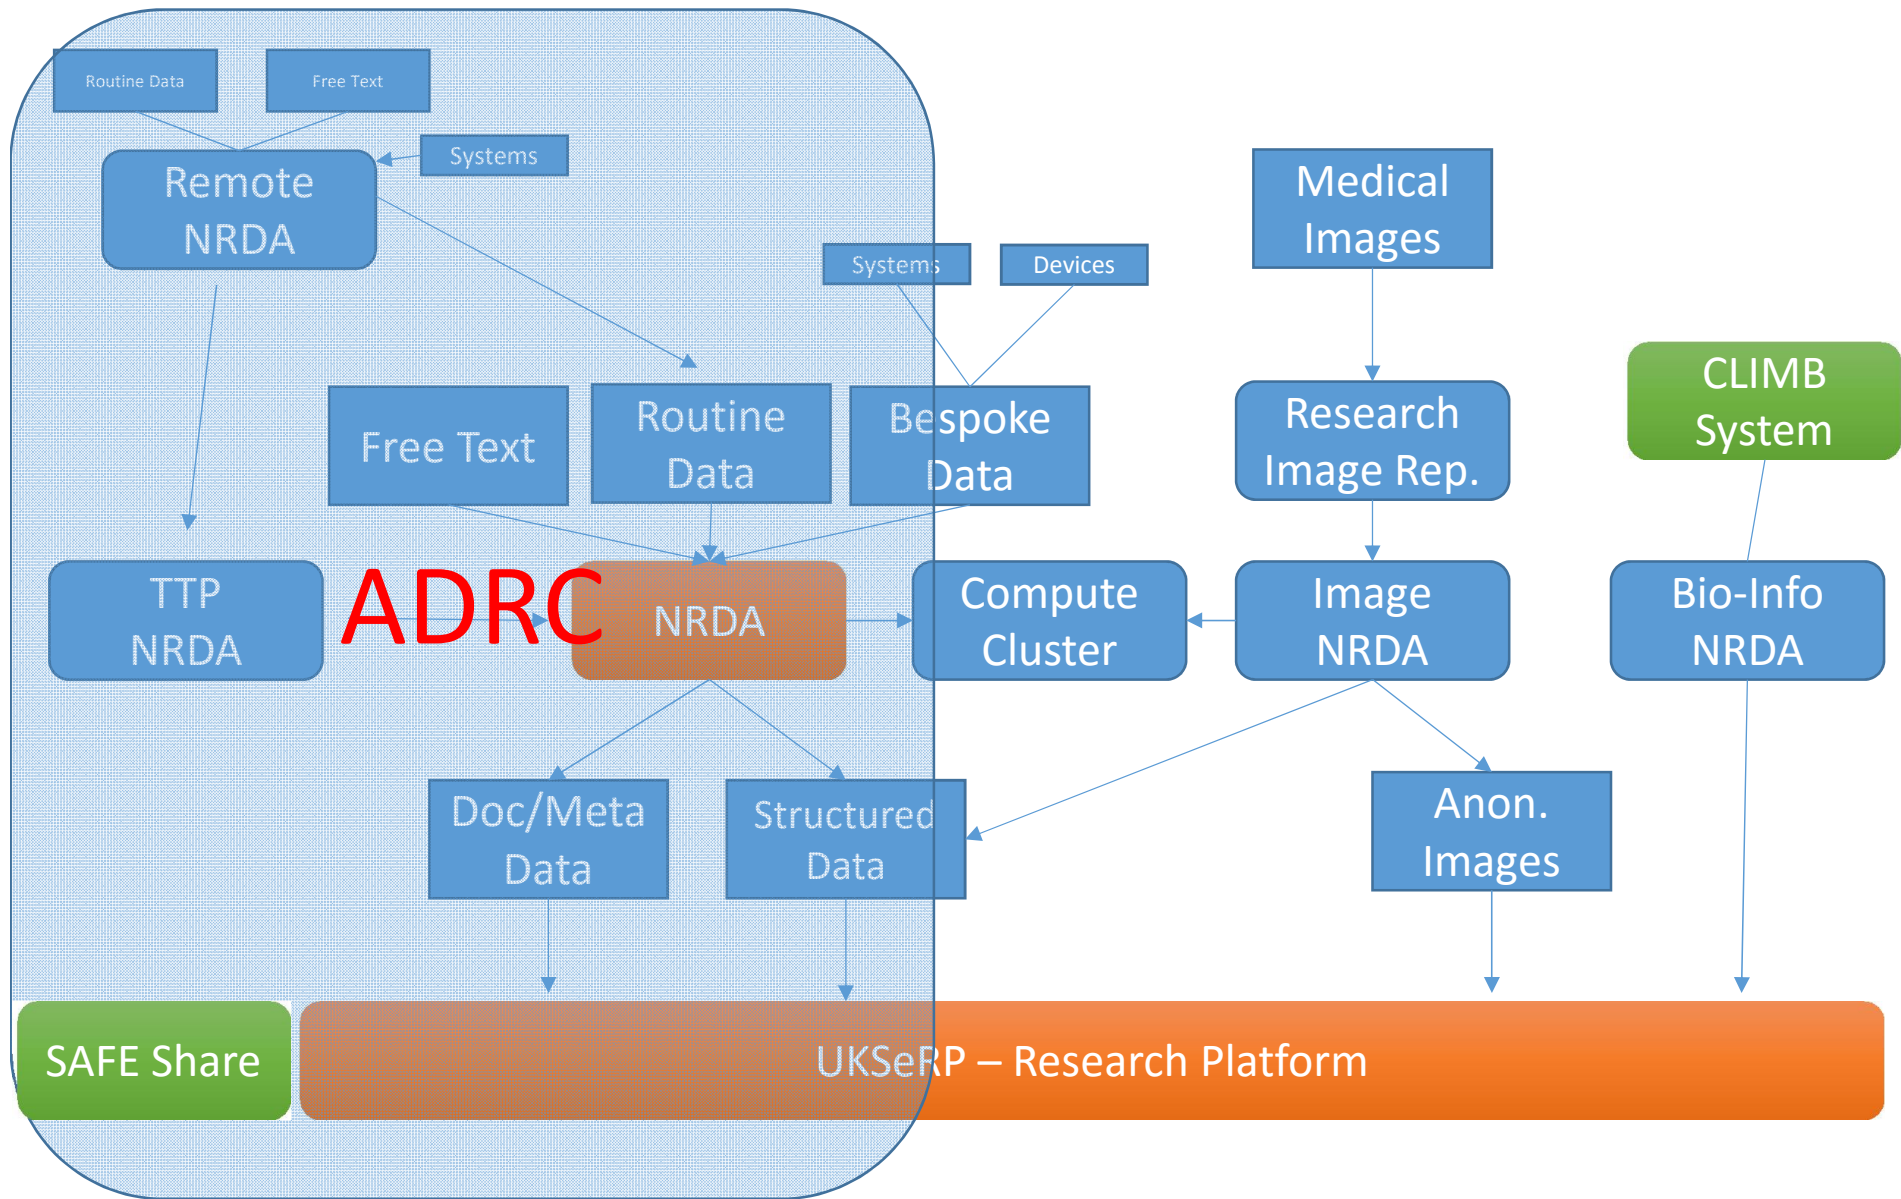 Routine Data
Free Text
Systems
Remote
NRDA
Medical
Images
Systems
Devices
Free Text
Routine
Data
Bespoke
Data
Research
Image Rep.
CLIMB
System
TTP
NRDA
ADRC
NRDA
Compute
Cluster
Image
NRDA
Bio-Info
NRDA
Doc/Meta
Data
Structured
Data
Anon.
Images
SAFE Share
UKSeRP – Research Platform